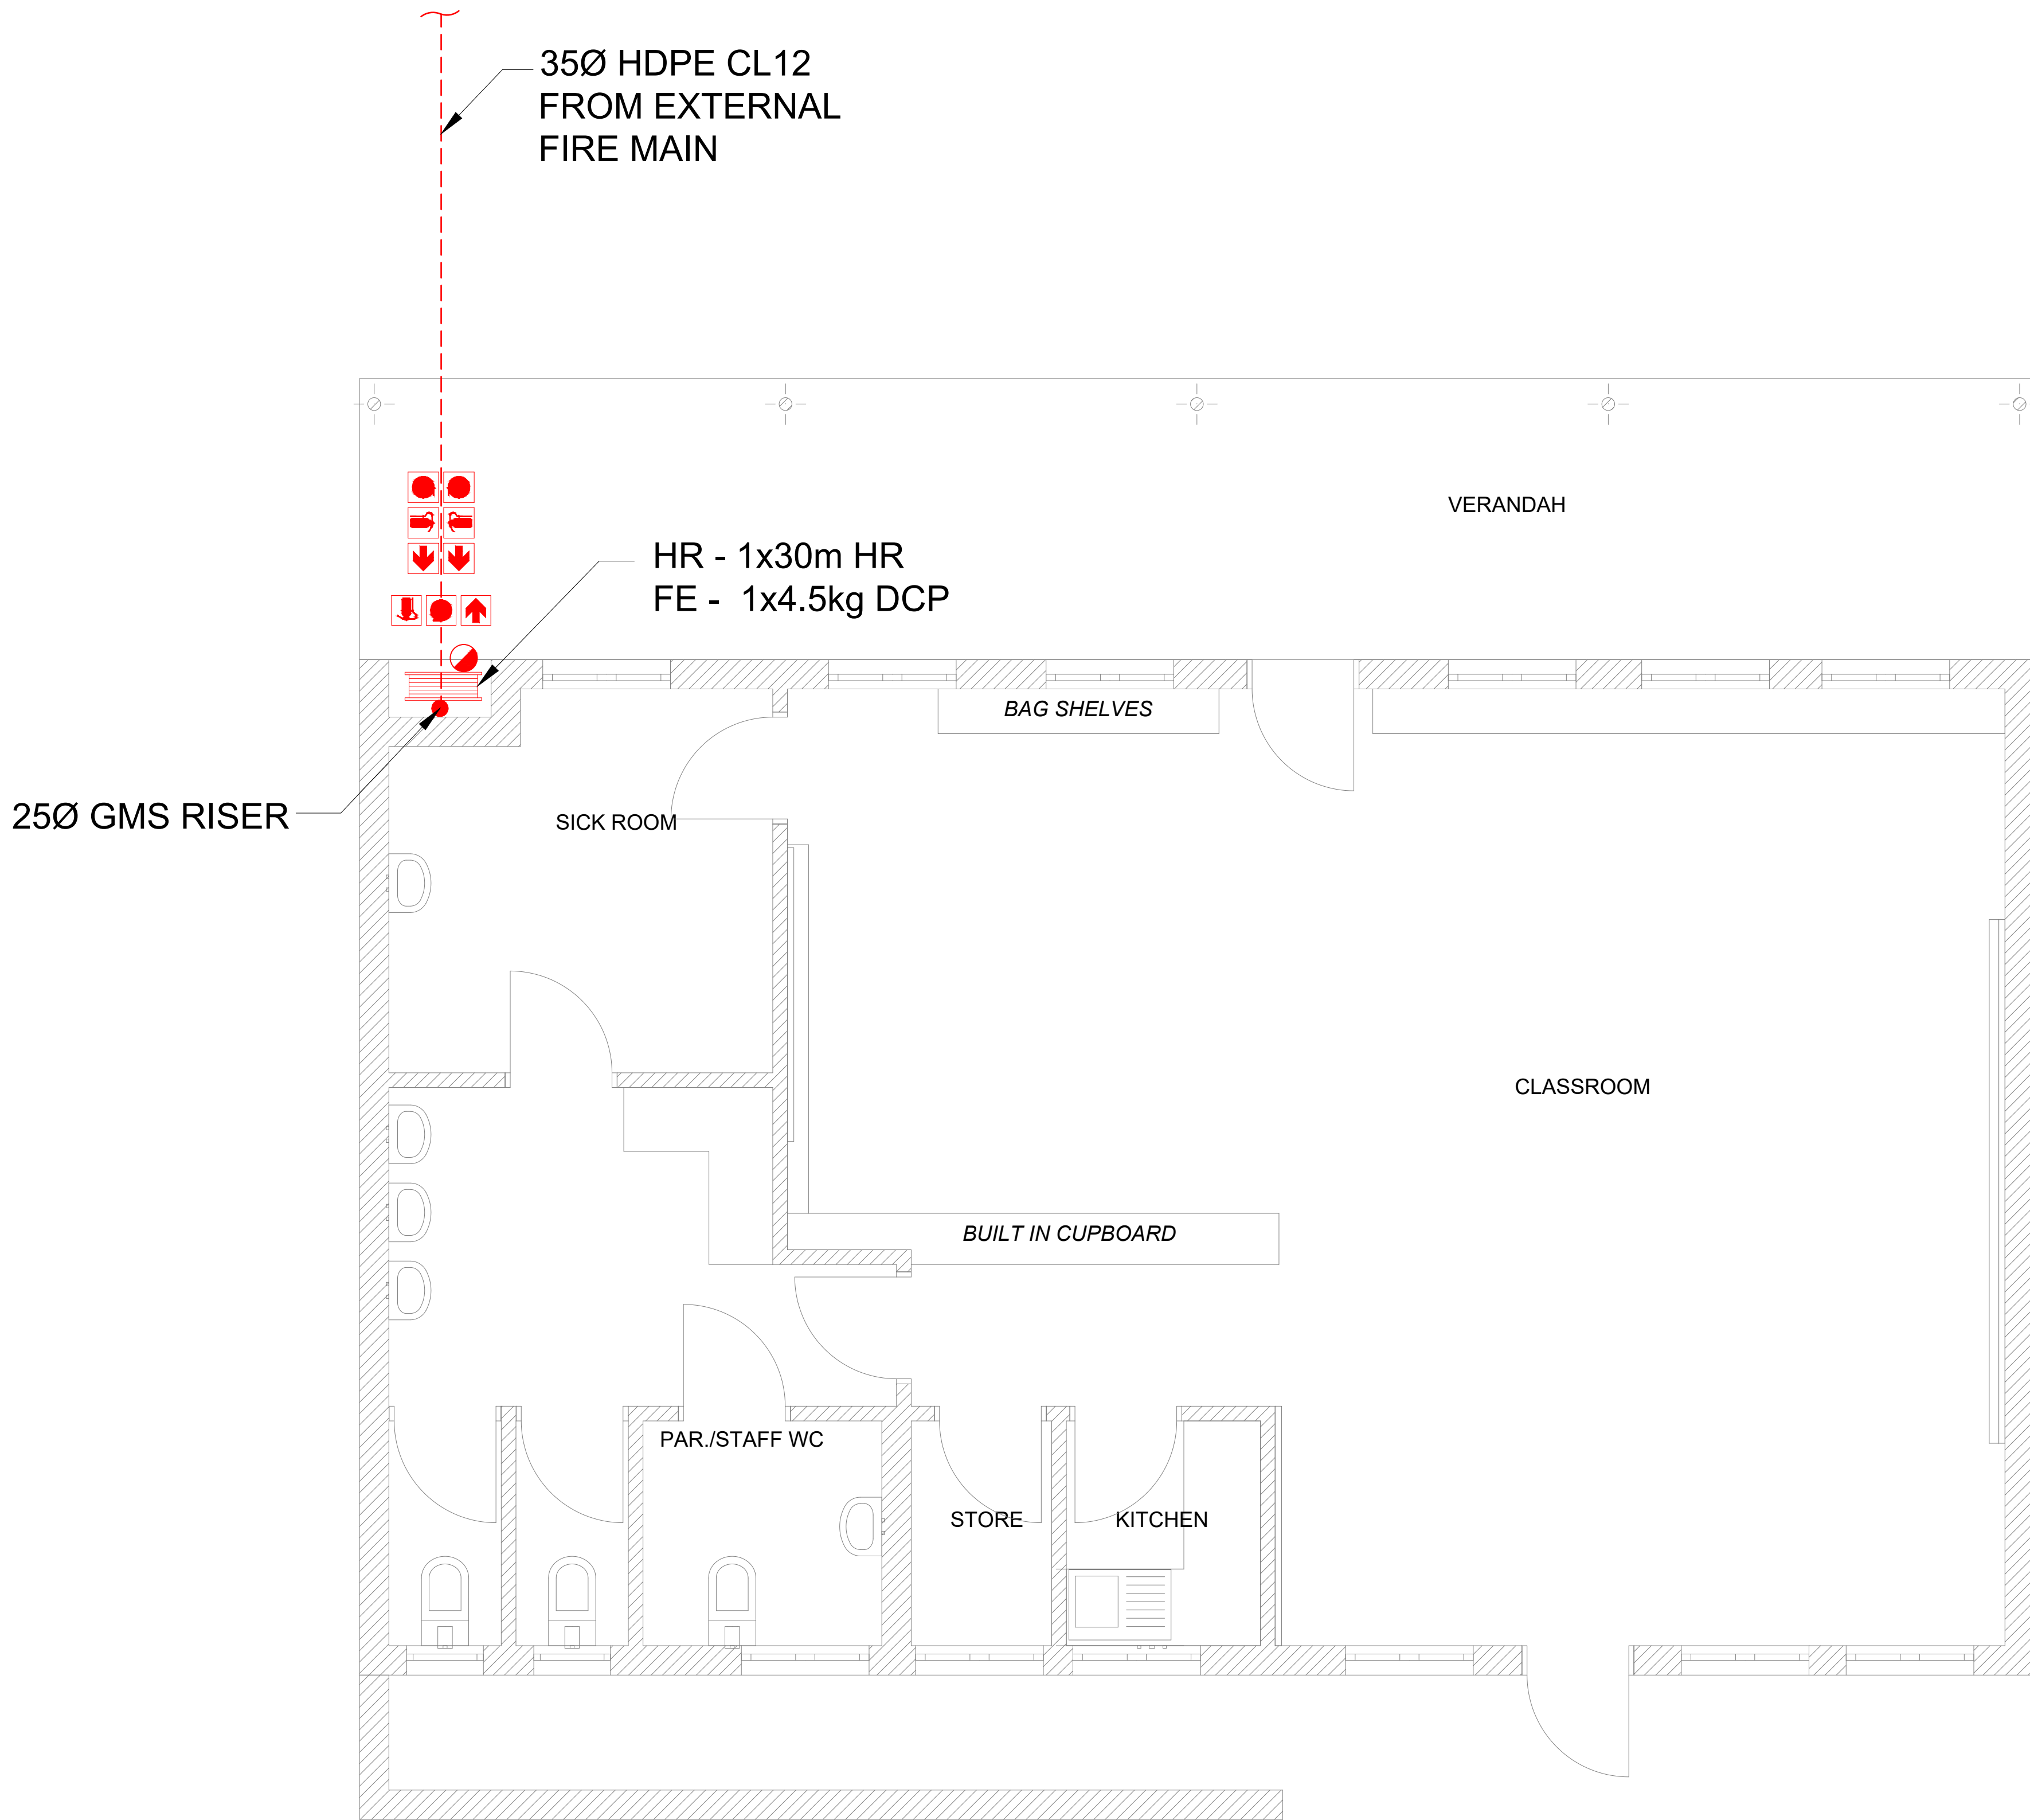 35Ø HDPE CL12
FROM EXTERNAL
FIRE MAIN
VERANDAH
HR - 1x30m HR
FE - 1x4.5kg DCP
BAG SHELVES
25Ø GMS RISER
SICK ROOM
CLASSROOM
BUILT IN CUPBOARD
PAR./STAFF WC
STORE
KITCHEN